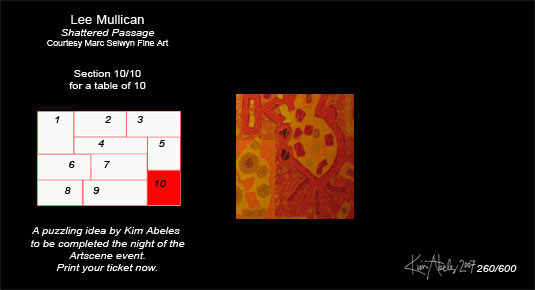 Lee Mullican
Shattered Passage
Courtesy Marc Selwyn Fine Art
Section 10/10
for a table of 10
1 2 3
4 5
6 7
8 9 10
A puzzling idea by Kim Abeles
to be completed the night of the
Artscene event.
Print your ticket now.
Kim Abeles 2007 260/600